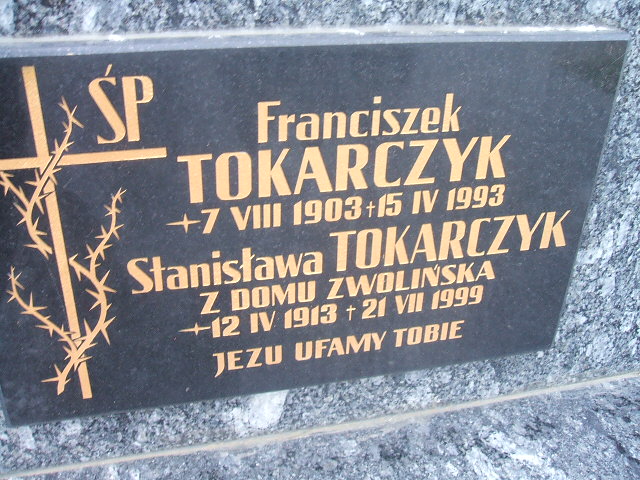 ŚP
Franciszek
TOKARCZYK
+7 VIII 1903 † 15 IV 1993
Stanisława TOKARCZYK
Z DOMU ZWOLIŃSKA
+12 IV 1913 † 21 VII 1999
JEZU UFAMY TOBIE